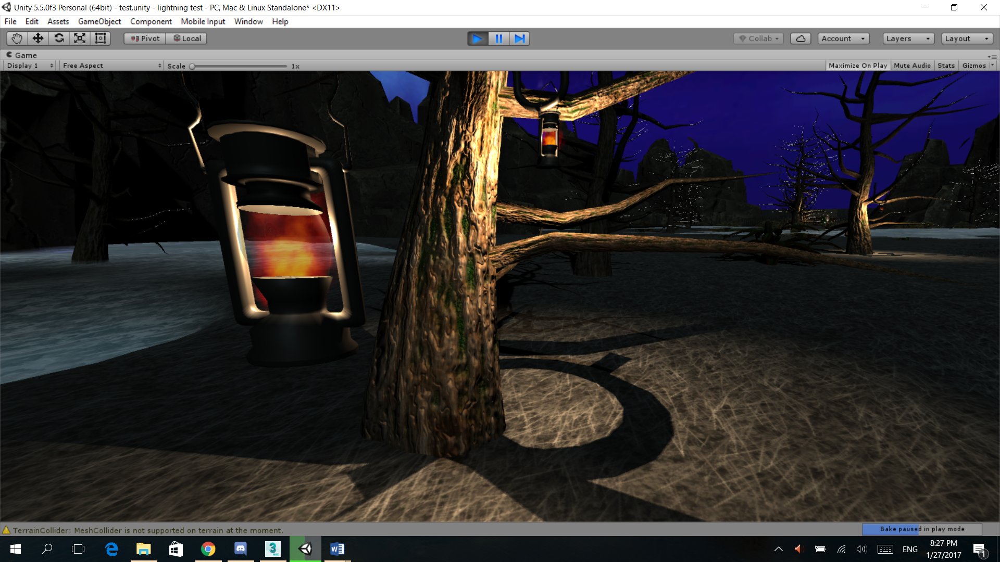 Unity 5.5.0f3 Personal (64bit) - test.unity - lightning test - PC, Mac & Linux Standalone* <DX11>
File Edit Assets GameObject Component Mobile Input Window Help
Pivot Local Collab Account Layers Layout
Game
Display 1 Free Aspect Scale 1x Maximize On Play Mute Audio Stats Gizmos
TerrainCollider: MeshCollider is not supported on terrain at the moment.
Bake paused in play mode
ENG
8:27 PM
1/27/2017
1
3
MAX
W